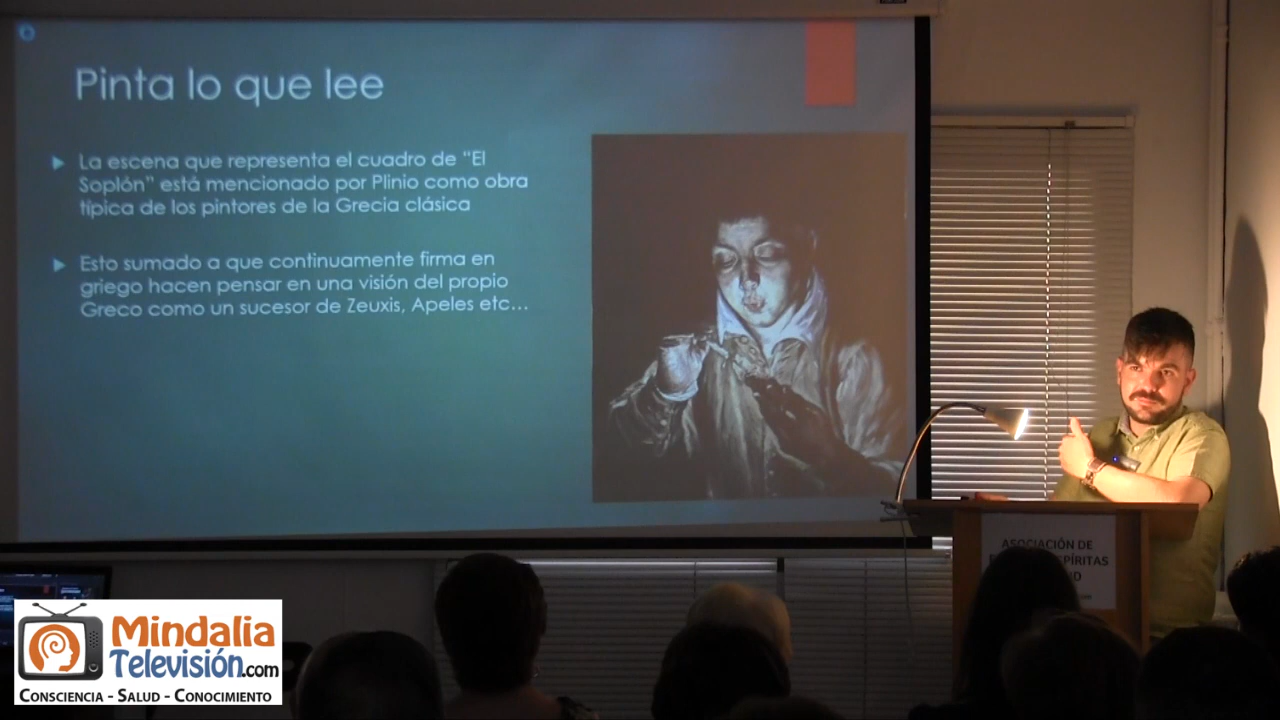 Pinta lo que lee
La escena que representa el cuadro de “El
Soplón” está mencionado por Plinio como obra
típica de los pintores de la Grecia clásica
Esto sumado a que continuamente firma en
griego hacen pensar en una visión del propio
Greco como un sucesor de Zeuxis, Apeles etc...
ASOCIACIÓN DE
Mindalia
Televisión.com
CONSCIENCIA - SALUD - CONOCIMIENTO